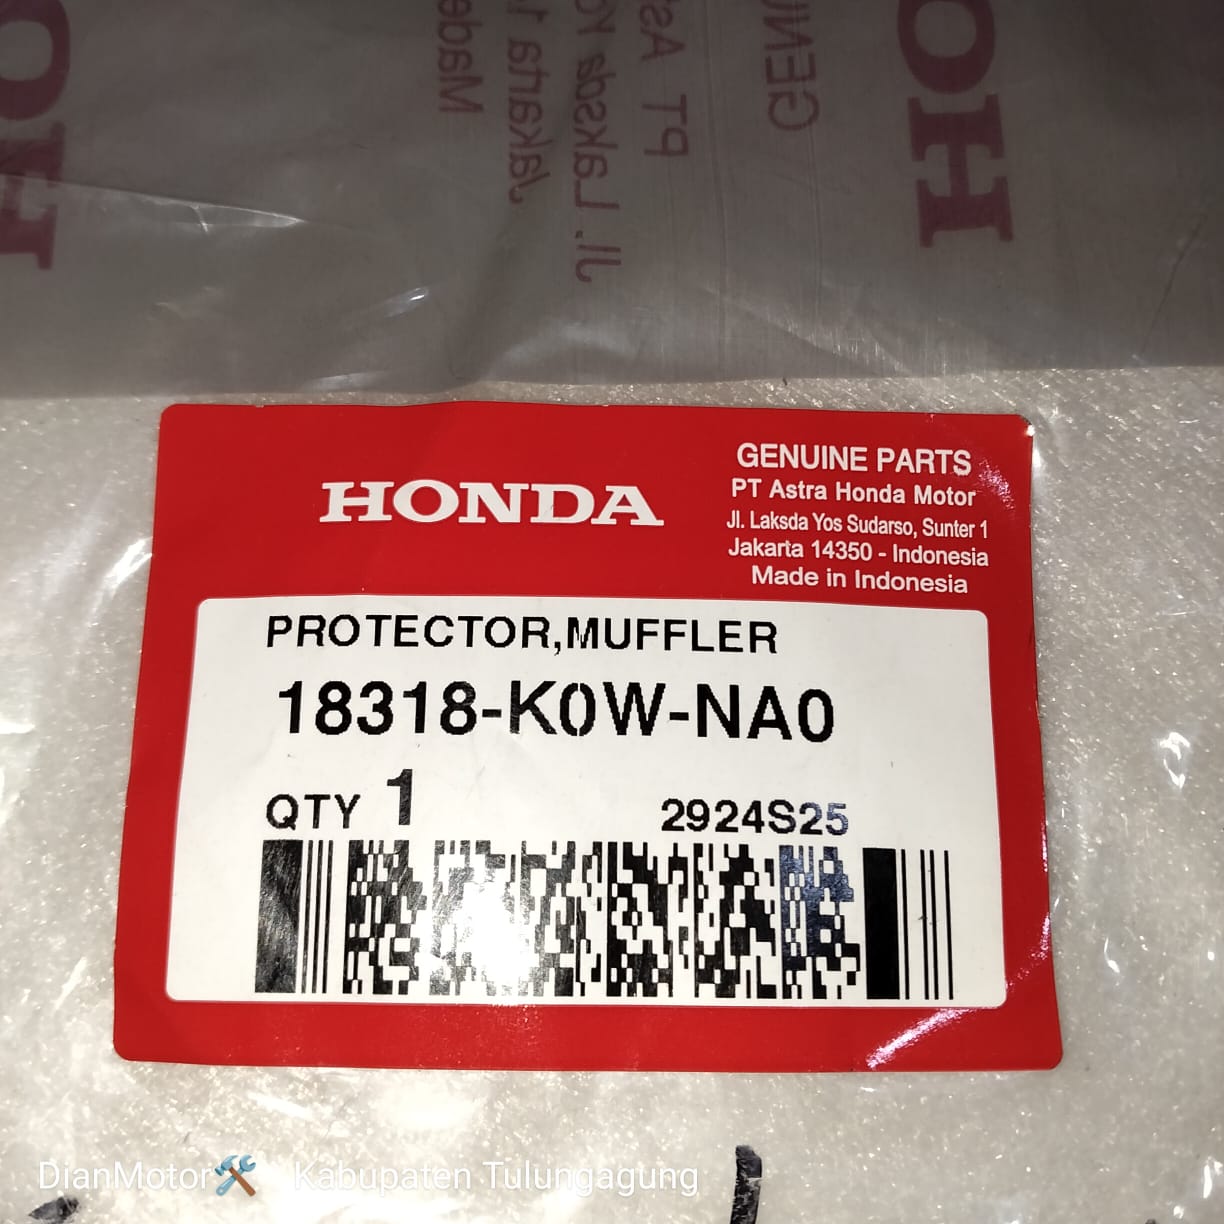 HONDA
GENUINE PARTS
PT Astra Honda Motor
Jl. Laksda Yos Sudarso, Sunter 1
Jakarta 14350 - Indonesia
Made in Indonesia
PROTECTOR,MUFFLER
18318-K0W-NA0
QTY 1
2924S25
DianMotor🛠️ Kabupaten Tulungagung